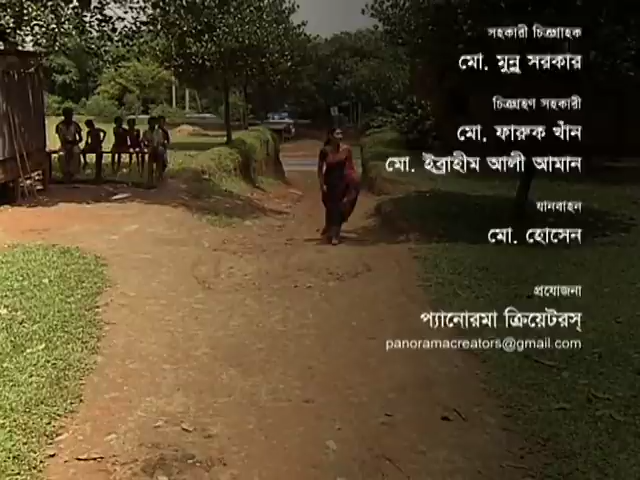 সহকারী চিত্রগ্রাহক
মো. মুন্নু সরকার
চিত্রগ্রহণ সহকারী
মো. ফারুক খাঁন
মো. ইব্রাহীম আলী আমান
যানবাহন
মো. হোসেন
প্রযোজনা
প্যানোরমা ক্রিয়েটরস্
panoramacreators@gmail.com